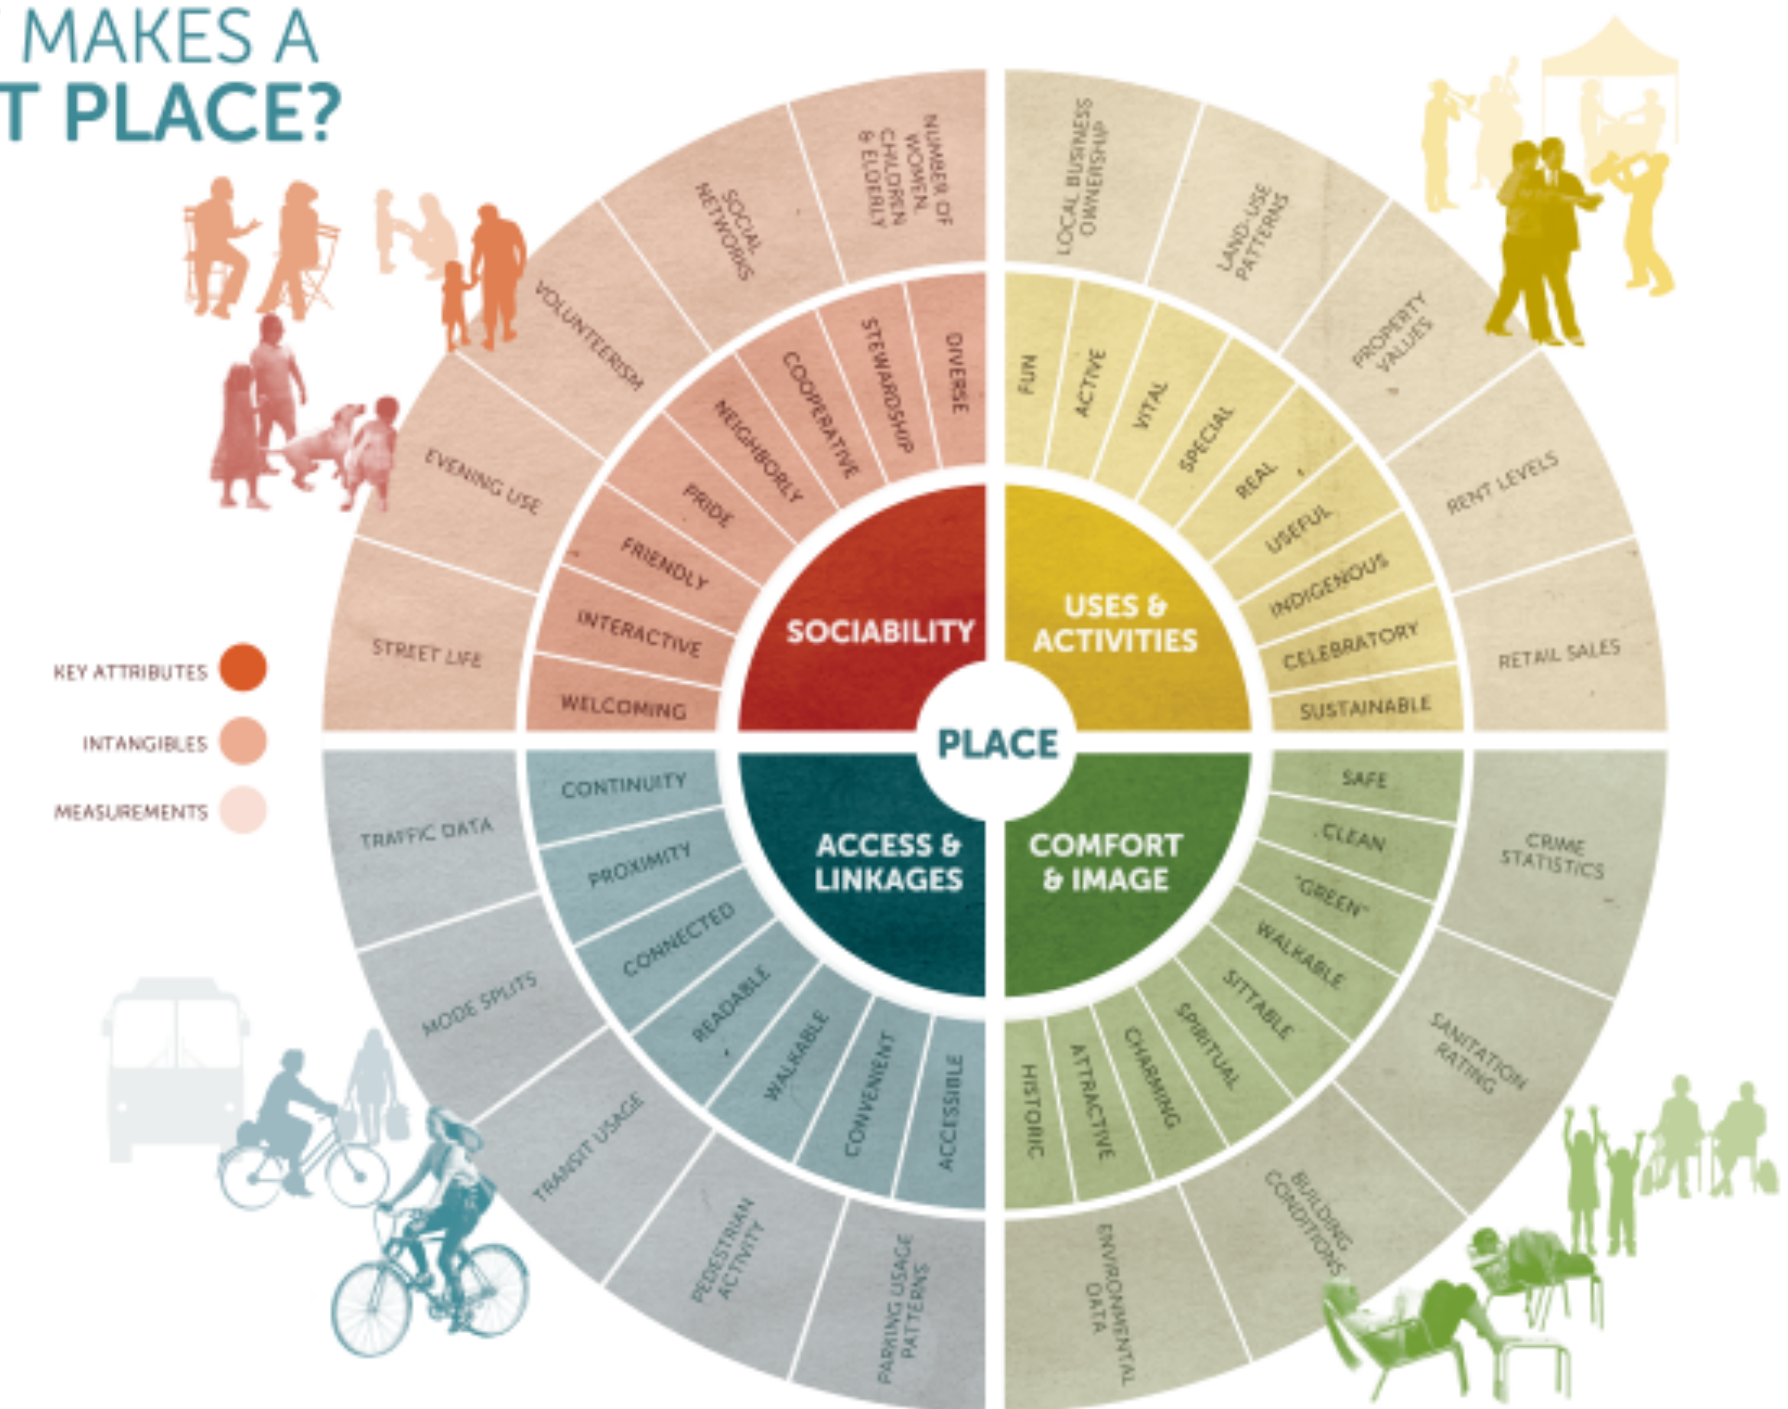 MAKES A
T PLACE?
KEY ATTRIBUTES
INTANGIBLES
MEASUREMENTS
PLACE
SOCIABILITY
USES &
ACTIVITIES
ACCESS &
LINKAGES
COMFORT
& IMAGE
WELCOMING
INTERACTIVE
FRIENDLY
PRIDE
NEIGHBORLY
COOPERATIVE
STEWARDSHIP
DIVERSE
STREET LIFE
EVENING USE
VOLUNTEERISM
SOCIAL
NETWORKS
NUMBER OF
WOMEN,
CHILDREN
& ELDERLY
FUN
ACTIVE
VITAL
SPECIAL
REAL
USEFUL
INDIGENOUS
CELEBRATORY
SUSTAINABLE
LOCAL BUSINESS
OWNERSHIP
LAND-USE
PATTERNS
PROPERTY
VALUES
RENT LEVELS
RETAIL SALES
SAFE
CLEAN
"GREEN"
WALKABLE
SITTABLE
SPIRITUAL
CHARMING
ATTRACTIVE
HISTORIC
CRIME
STATISTICS
SANITATION
RATING
BUILDING
CONDITIONS
ENVIRONMENTAL
DATA
CONTINUITY
PROXIMITY
CONNECTED
READABLE
WALKABLE
CONVENIENT
ACCESSIBLE
TRAFFIC DATA
MODE SPLITS
TRANSIT USAGE
PEDESTRIAN
ACTIVITY
PARKING USAGE
PATTERNS